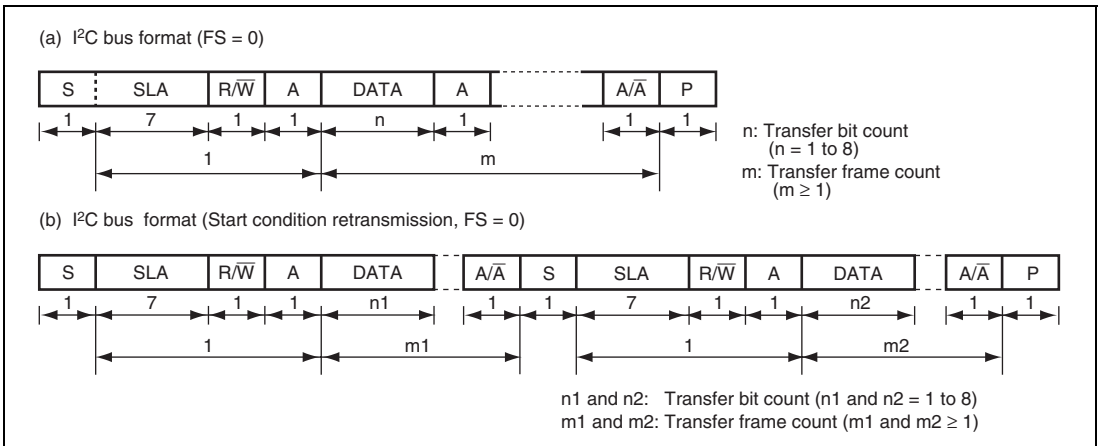 (a) I²C bus format (FS = 0)
S SLA R/W̅ A DATA A A/A̅ P
1 7 1 1 n 1 1 1
1 m
n: Transfer bit count
(n = 1 to 8)
m: Transfer frame count
(m ≥ 1)
(b) I²C bus format (Start condition retransmission, FS = 0)
S SLA R/W̅ A DATA A/A̅ S SLA R/W̅ A DATA A/A̅ P
1 7 1 1 n1 1 1 7 1 1 n2 1 1
1 m1 1 m2
n1 and n2: Transfer bit count (n1 and n2 = 1 to 8)
m1 and m2: Transfer frame count (m1 and m2 ≥ 1)